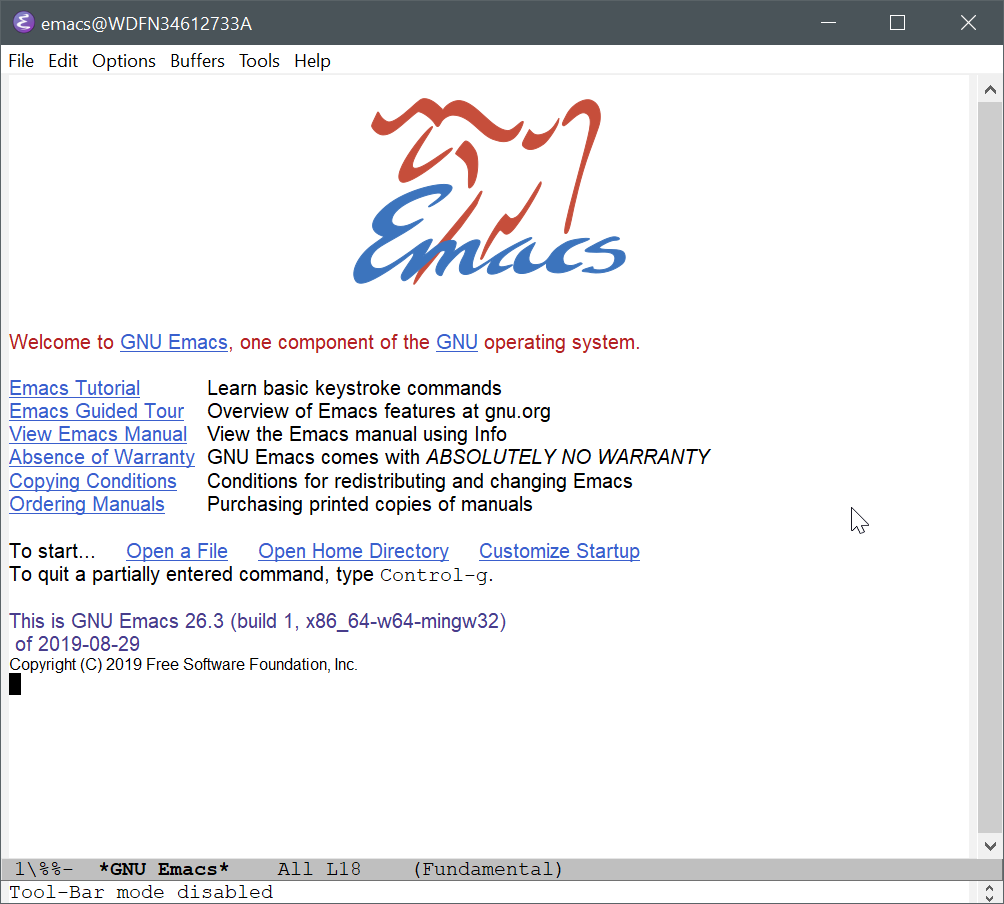 emacs@WDFN34612733A
File Edit Options Buffers Tools Help
Emacs
Welcome to GNU Emacs, one component of the GNU operating system.
Emacs Tutorial Learn basic keystroke commands
Emacs Guided Tour Overview of Emacs features at gnu.org
View Emacs Manual View the Emacs manual using Info
Absence of Warranty GNU Emacs comes with ABSOLUTELY NO WARRANTY
Copying Conditions Conditions for redistributing and changing Emacs
Ordering Manuals Purchasing printed copies of manuals
To start... Open a File Open Home Directory Customize Startup
To quit a partially entered command, type Control-g.
This is GNU Emacs 26.3 (build 1, x86_64-w64-mingw32)
of 2019-08-29
Copyright (C) 2019 Free Software Foundation, Inc.
1\%%- *GNU Emacs* All L18 (Fundamental)
Tool-Bar mode disabled